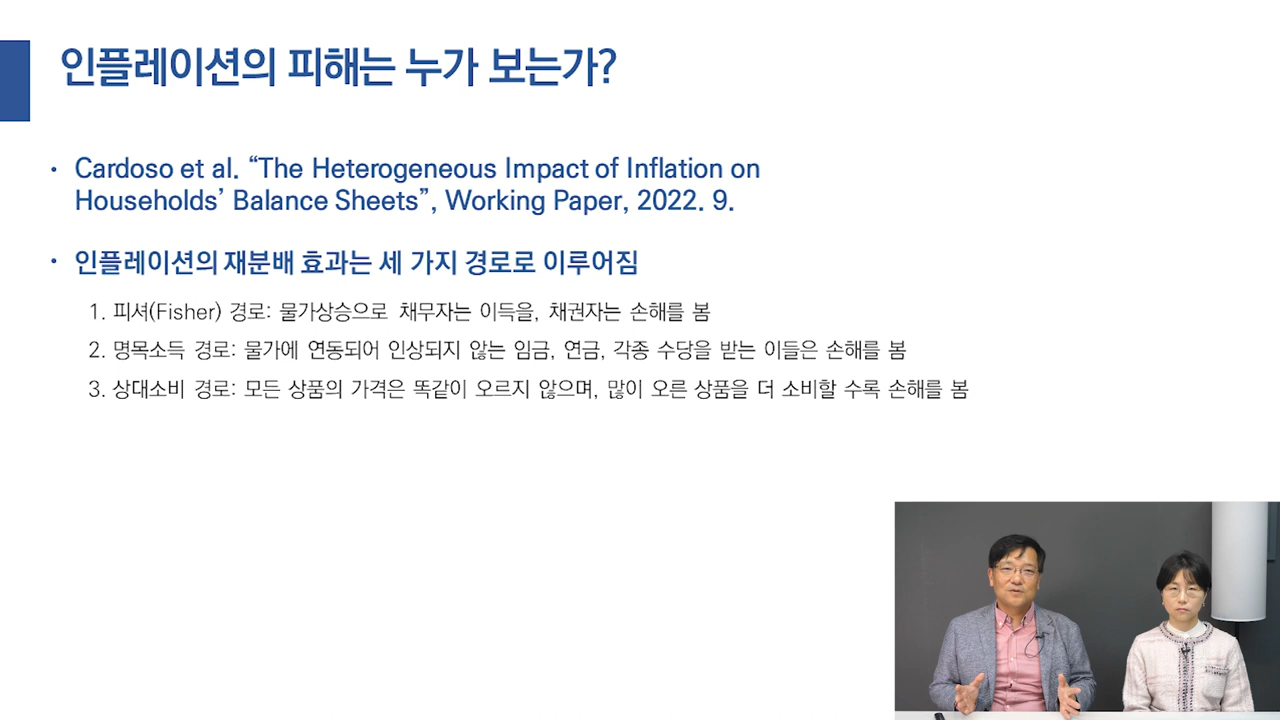 인플레이션의 피해는 누가 보는가?
• Cardoso et al. “The Heterogeneous Impact of Inflation on
Households’ Balance Sheets”, Working Paper, 2022. 9.
• 인플레이션의 재분배 효과는 세 가지 경로로 이루어짐
1. 피셔(Fisher) 경로: 물가상승으로 채무자는 이득을, 채권자는 손해를 봄
2. 명목소득 경로: 물가에 연동되어 인상되지 않는 임금, 연금, 각종 수당을 받는 이들은 손해를 봄
3. 상대소비 경로: 모든 상품의 가격은 똑같이 오르지 않으며, 많이 오른 상품을 더 소비할 수록 손해를 봄